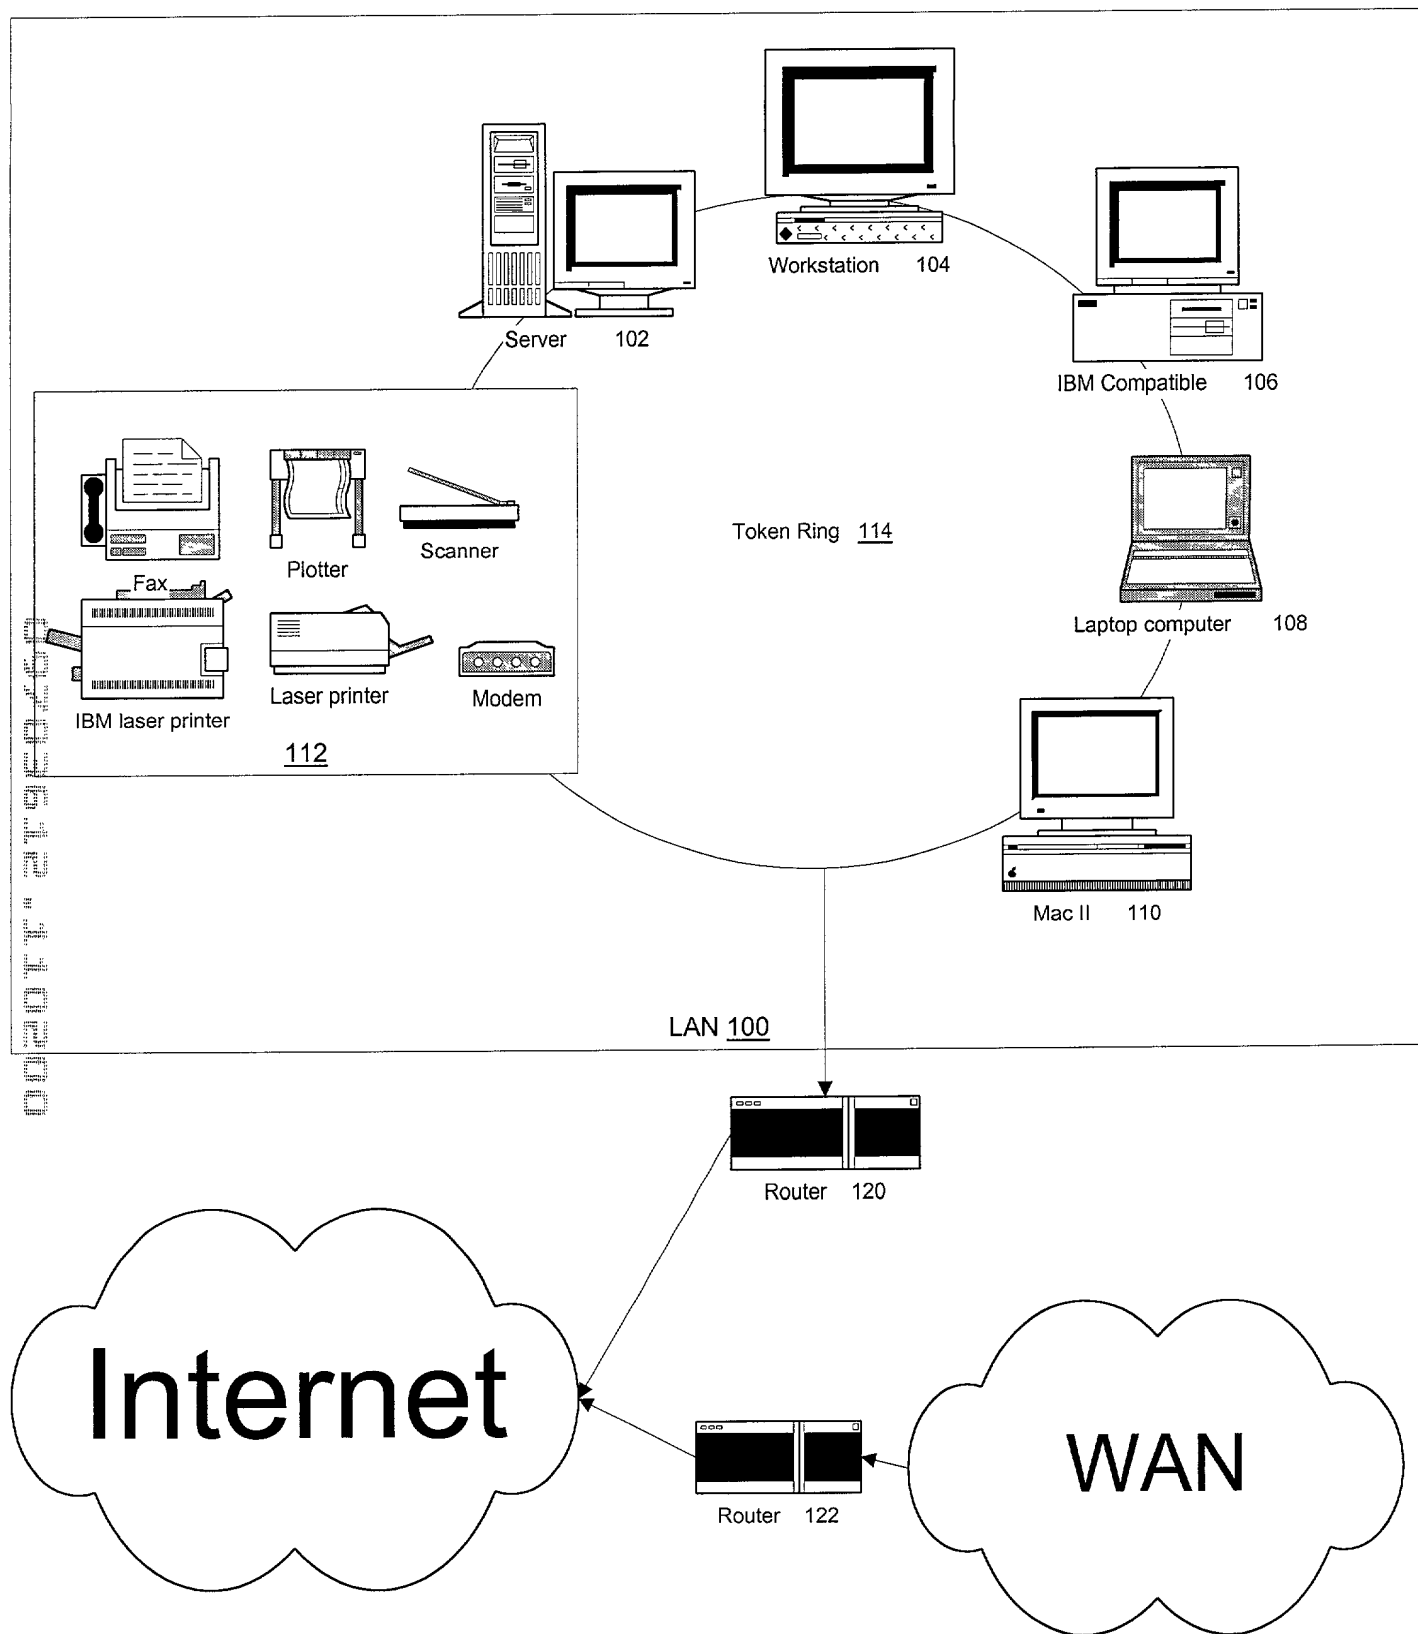 Workstation 104
Server 102
IBM Compatible 106
Fax
Plotter
Scanner
Token Ring 114
Laptop computer 108
IBM laser printer
Laser printer
Modem
112
Mac II 110
LAN 100
Router 120
Internet
Router 122
WAN